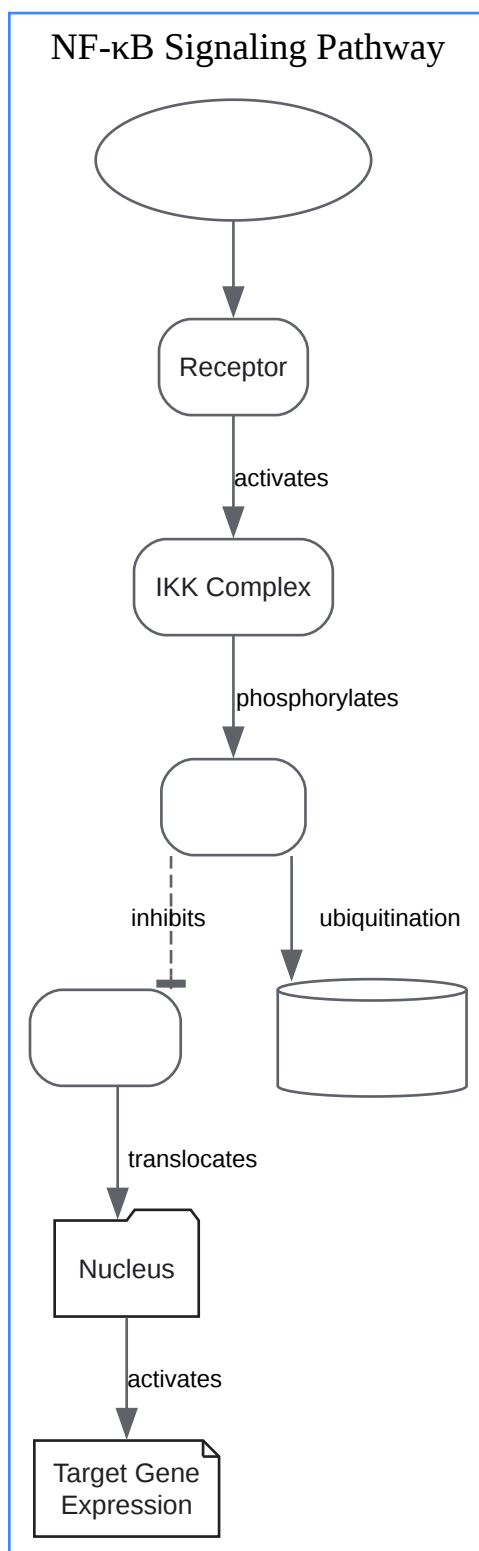 NF-κB Signaling Pathway
Receptor
activates
IKK Complex
phosphorylates
inhibits
ubiquitination
translocates
Nucleus
activates
Target Gene
Expression